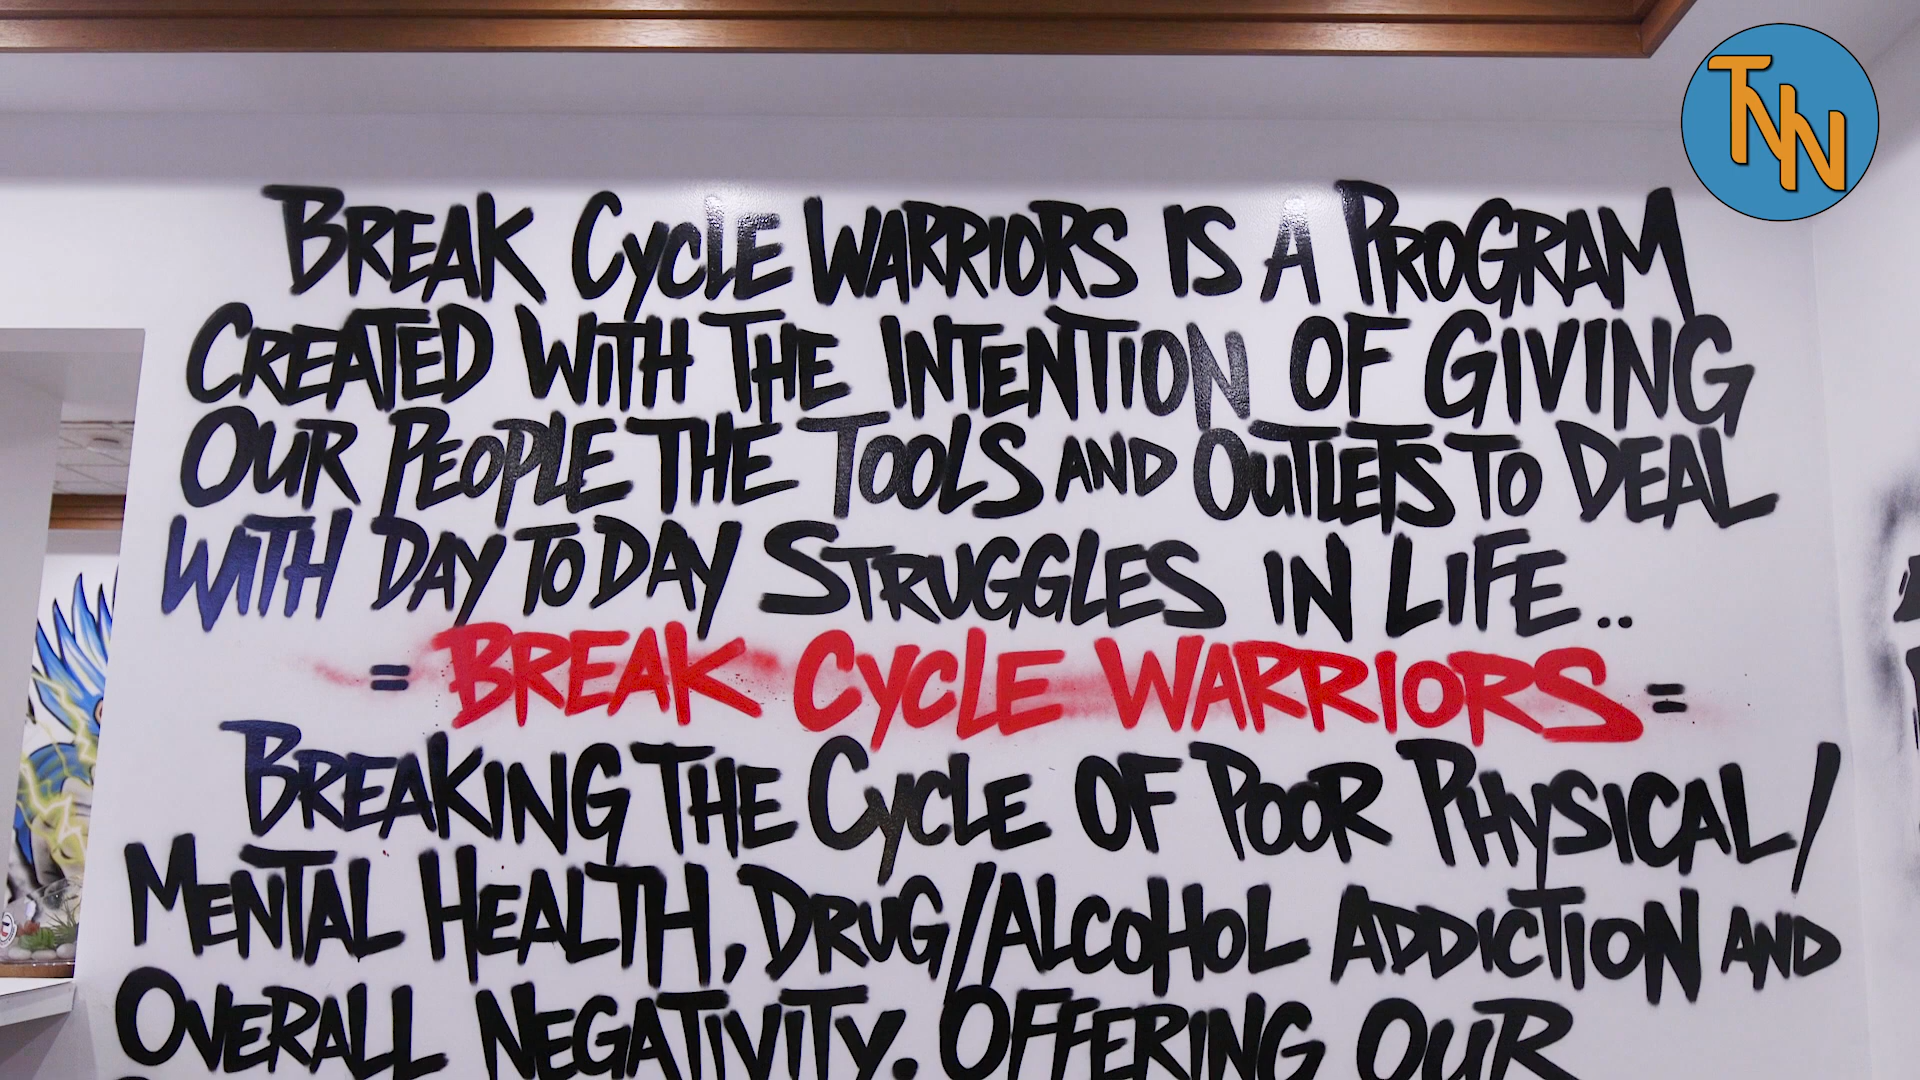 TNN
BREAK CYCLE WARRIORS IS A PROGRAM
CREATED WITH THE INTENTION OF GIVING
OUR PEOPLE THE TOOLS AND OUTLETS TO DEAL
WITH DAY TO DAY STRUGGLES IN LIFE..
= BREAK CYCLE WARRIORS =
BREAKING THE CYCLE OF POOR PHYSICAL/
MENTAL HEALTH, DRUG/ALCOHOL ADDICTION AND
OVERALL NEGATIVITY. OFFERING OUR